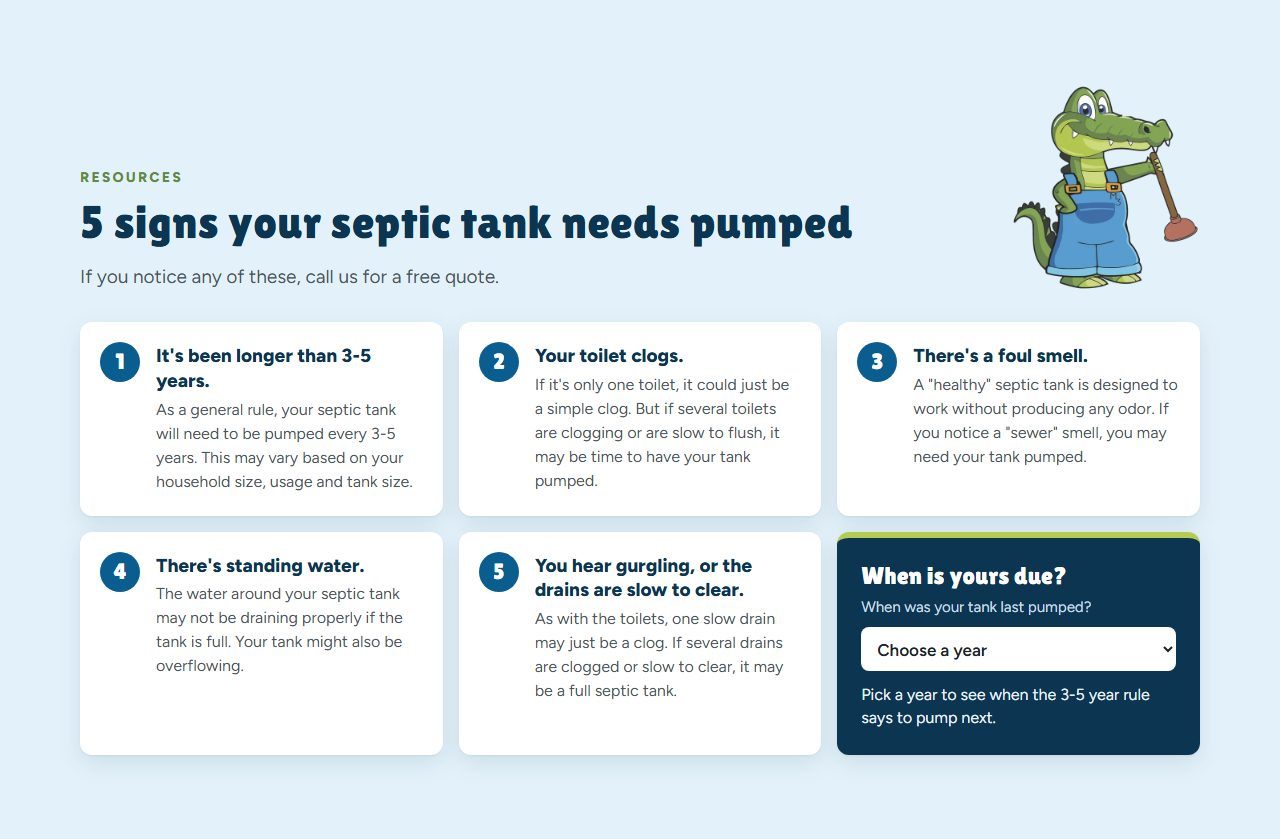 RESOURCES
5 signs your septic tank needs pumped
If you notice any of these, call us for a free quote.
1
It's been longer than 3-5
years.
As a general rule, your septic tank
will need to be pumped every 3-5
years. This may vary based on your
household size, usage and tank size.
2
Your toilet clogs.
If it's only one toilet, it could just be
a simple clog. But if several toilets
are clogging or are slow to flush, it
may be time to have your tank
pumped.
3
There's a foul smell.
A "healthy" septic tank is designed to
work without producing any odor. If
you notice a "sewer" smell, you may
need your tank pumped.
4
There's standing water.
The water around your septic tank
may not be draining properly if the
tank is full. Your tank might also be
overflowing.
5
You hear gurgling, or the
drains are slow to clear.
As with the toilets, one slow drain
may just be a clog. If several drains
are clogged or slow to clear, it may
be a full septic tank.
When is yours due?
When was your tank last pumped?
Choose a year
Pick a year to see when the 3-5 year rule
says to pump next.